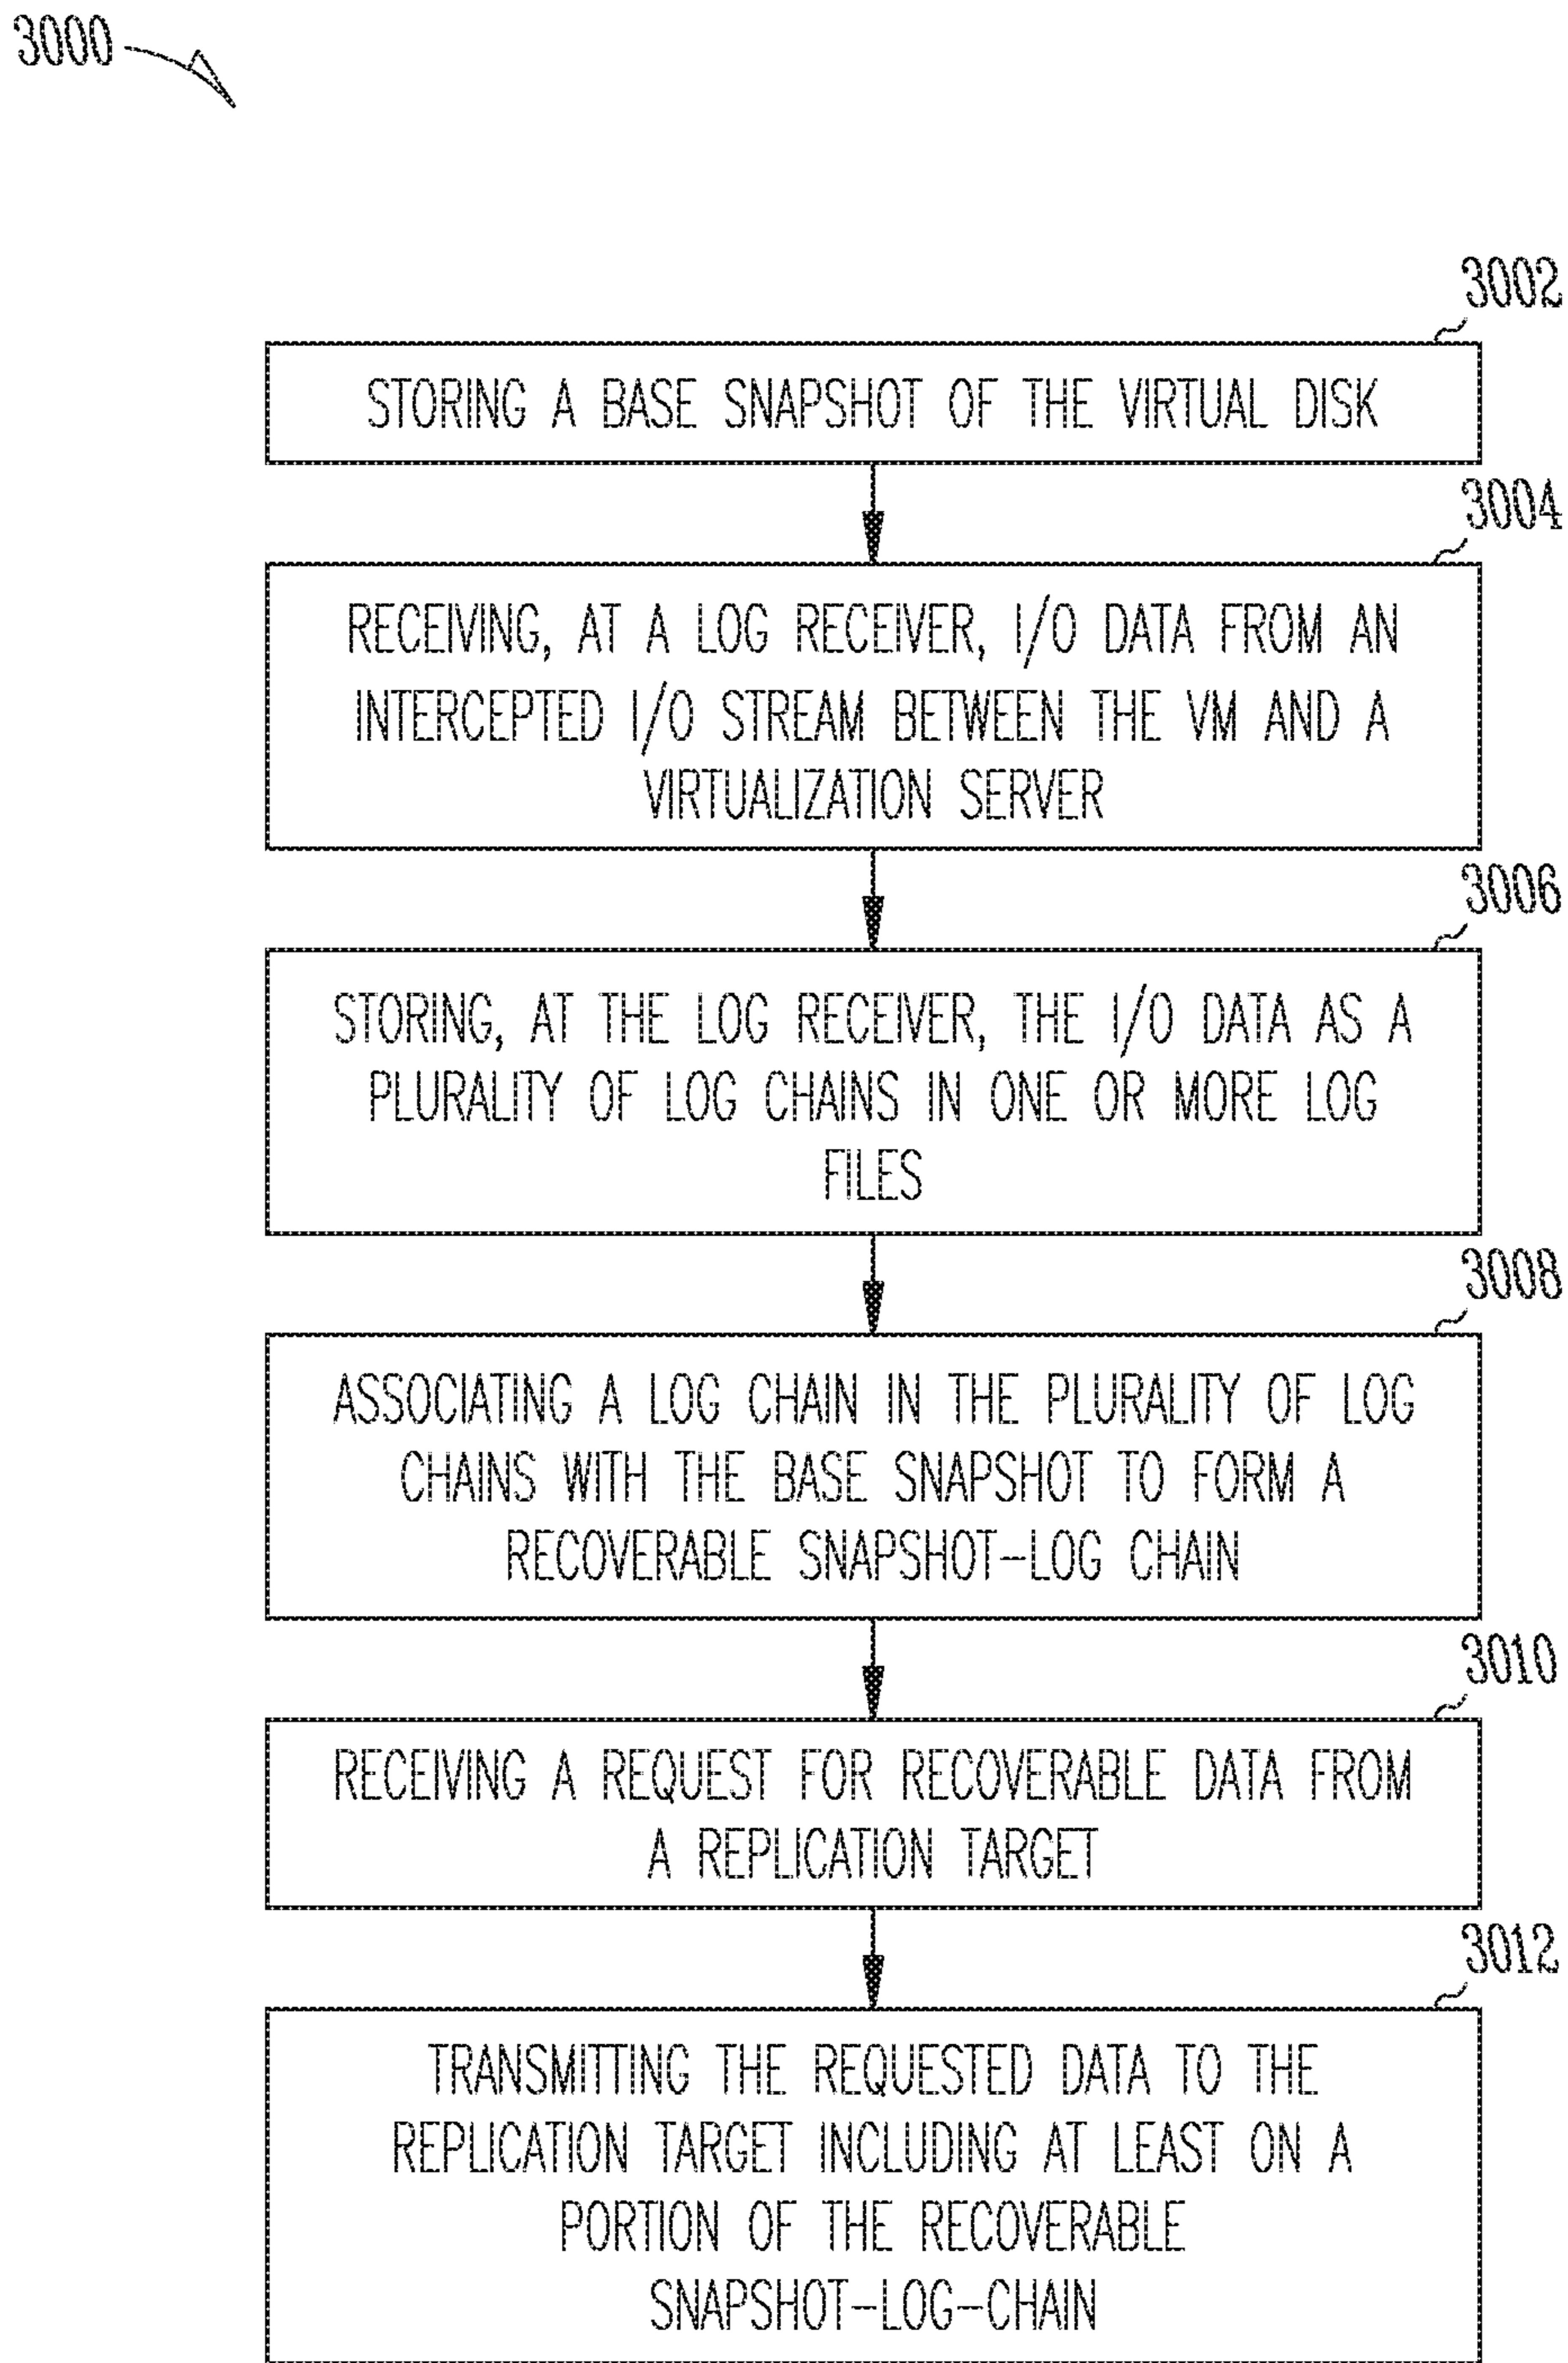 3000
3002
STORING A BASE SNAPSHOT OF THE VIRTUAL DISK
3004
RECEIVING, AT A LOG RECEIVER, I/O DATA FROM AN
INTERCEPTED I/O STREAM BETWEEN THE VM AND A
VIRTUALIZATION SERVER
3006
STORING, AT THE LOG RECEIVER, THE I/O DATA AS A
PLURALITY OF LOG CHAINS IN ONE OR MORE LOG
FILES
3008
ASSOCIATING A LOG CHAIN IN THE PLURALITY OF LOG
CHAINS WITH THE BASE SNAPSHOT TO FORM A
RECOVERABLE SNAPSHOT-LOG CHAIN
3010
RECEIVING A REQUEST FOR RECOVERABLE DATA FROM
A REPLICATION TARGET
3012
TRANSMITTING THE REQUESTED DATA TO THE
REPLICATION TARGET INCLUDING AT LEAST ON A
PORTION OF THE RECOVERABLE
SNAPSHOT-LOG-CHAIN